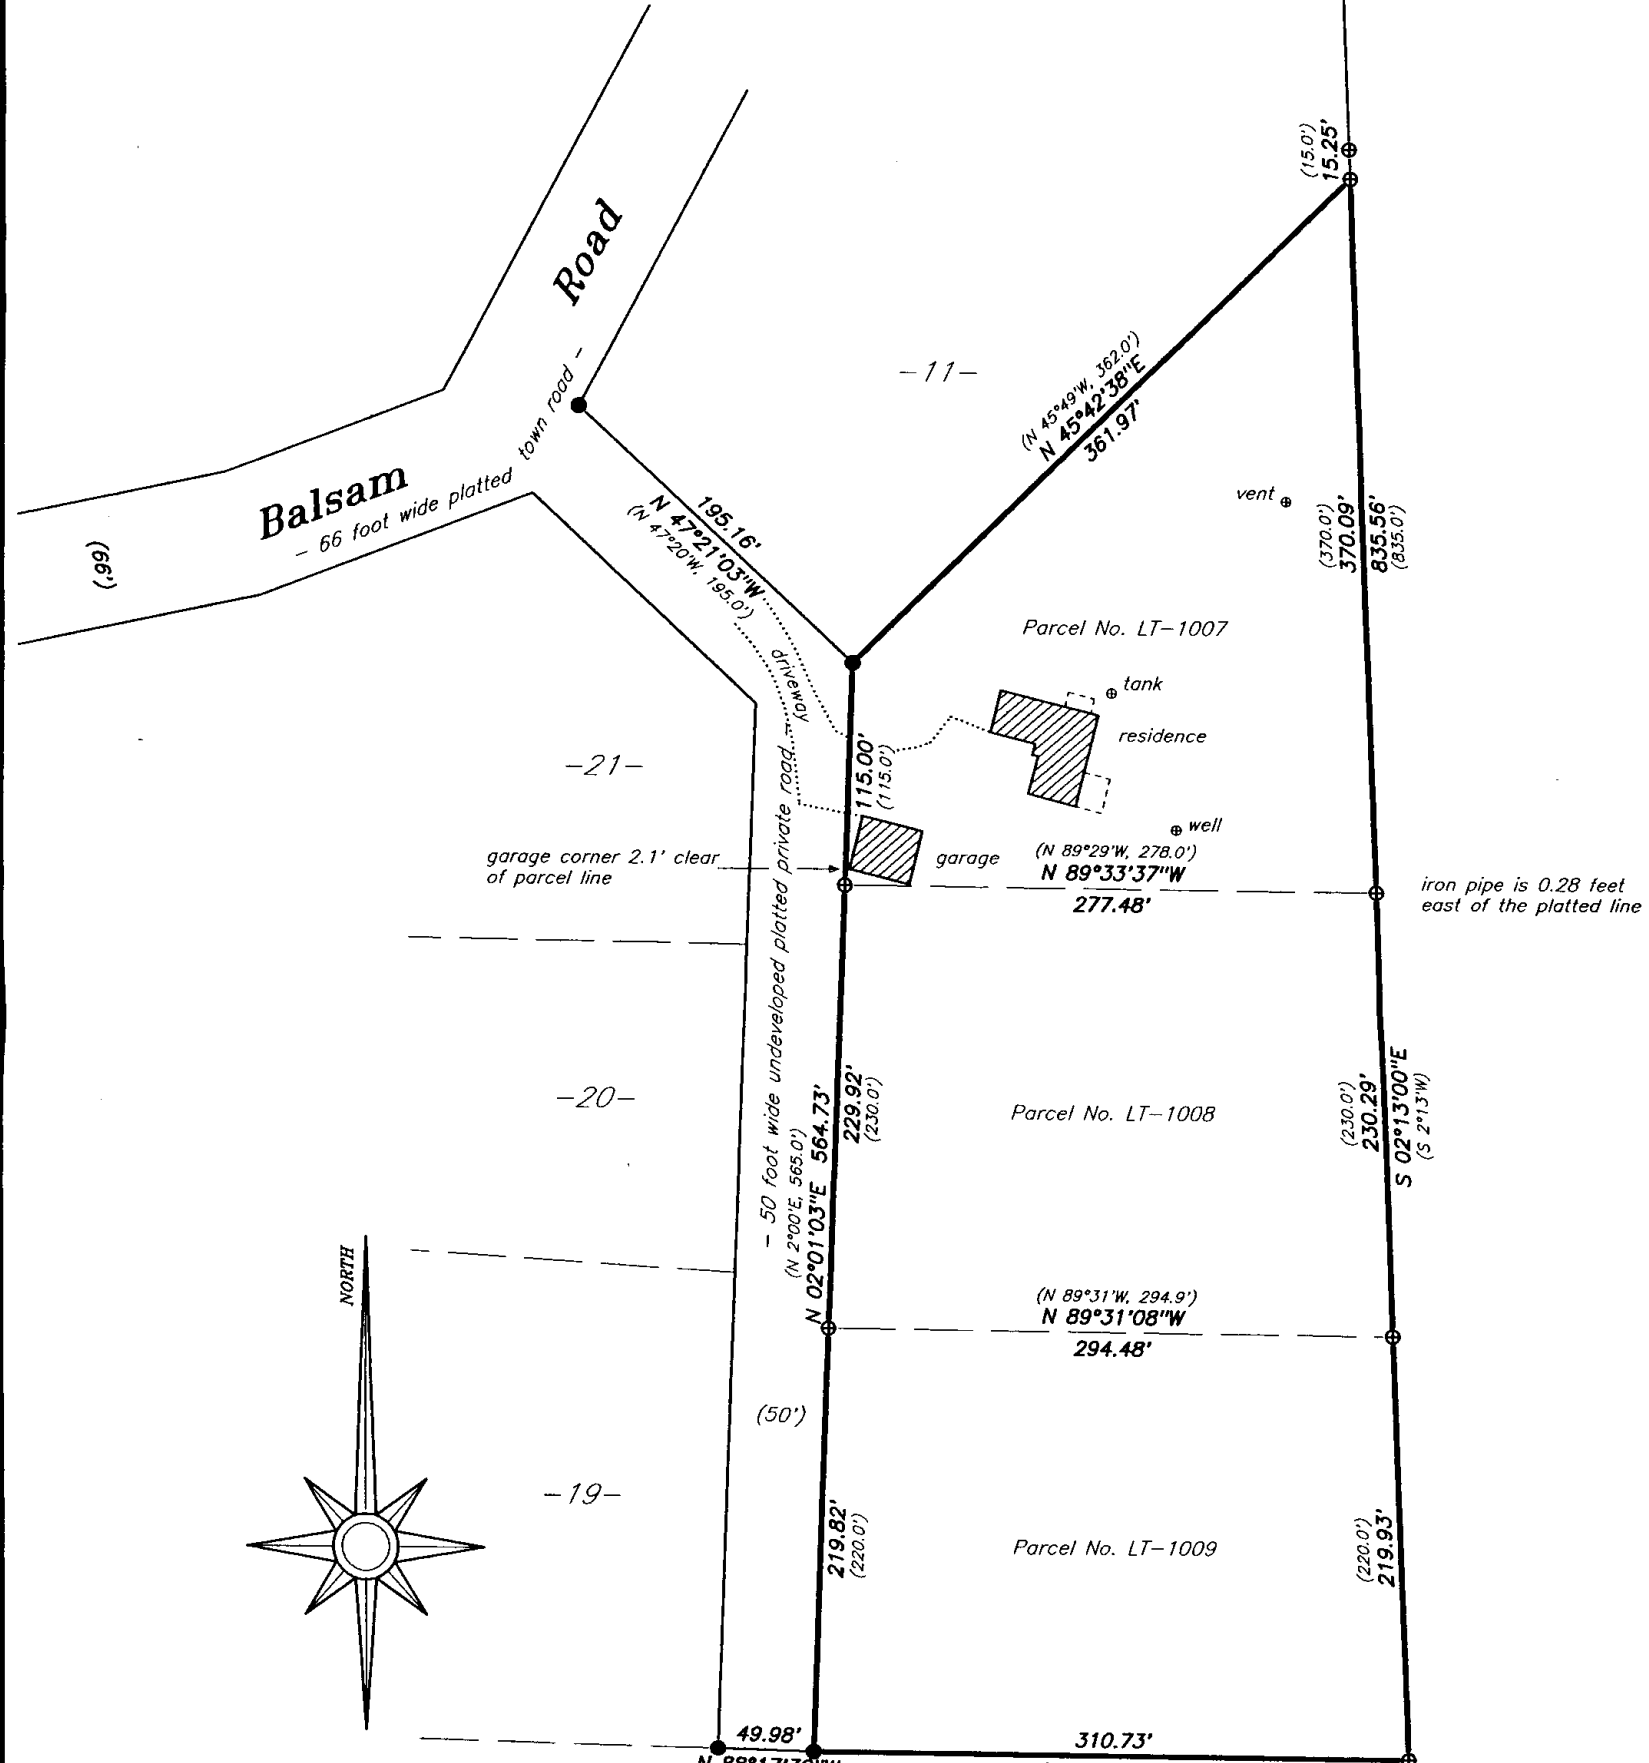 (15.0')
15.25'
Road
-11-
(N 45°49'W, 362.0')
N 45°42'38"E
361.97'
town road -
Balsam
- 66 foot wide platted
(66')
195.16'
N 47°21'03"W
(N 47°20'W, 195.0')
vent
(370.0')
370.09'
835.56'
(835.0')
Parcel No. LT-1007
driveway
tank
residence
115.00'
(115.0')
-21-
well
garage corner 2.1' clear
of parcel line
garage
(N 89°29'W, 278.0')
N 89°33'37"W
277.48'
iron pipe is 0.28 feet
east of the platted line
- 50 foot wide undeveloped platted private road -
(N 2°00'E, 565.0')
N 02°01'03"E 564.73'
229.92'
(230.0')
-20-
Parcel No. LT-1008
(230.0')
230.29'
S 02°13'00"E
(S 2°13'W)
NORTH
(N 89°31'W, 294.9')
N 89°31'08"W
294.48'
(50')
-19-
219.82'
(220.0')
Parcel No. LT-1009
(220.0')
219.93'
49.98'
310.73'